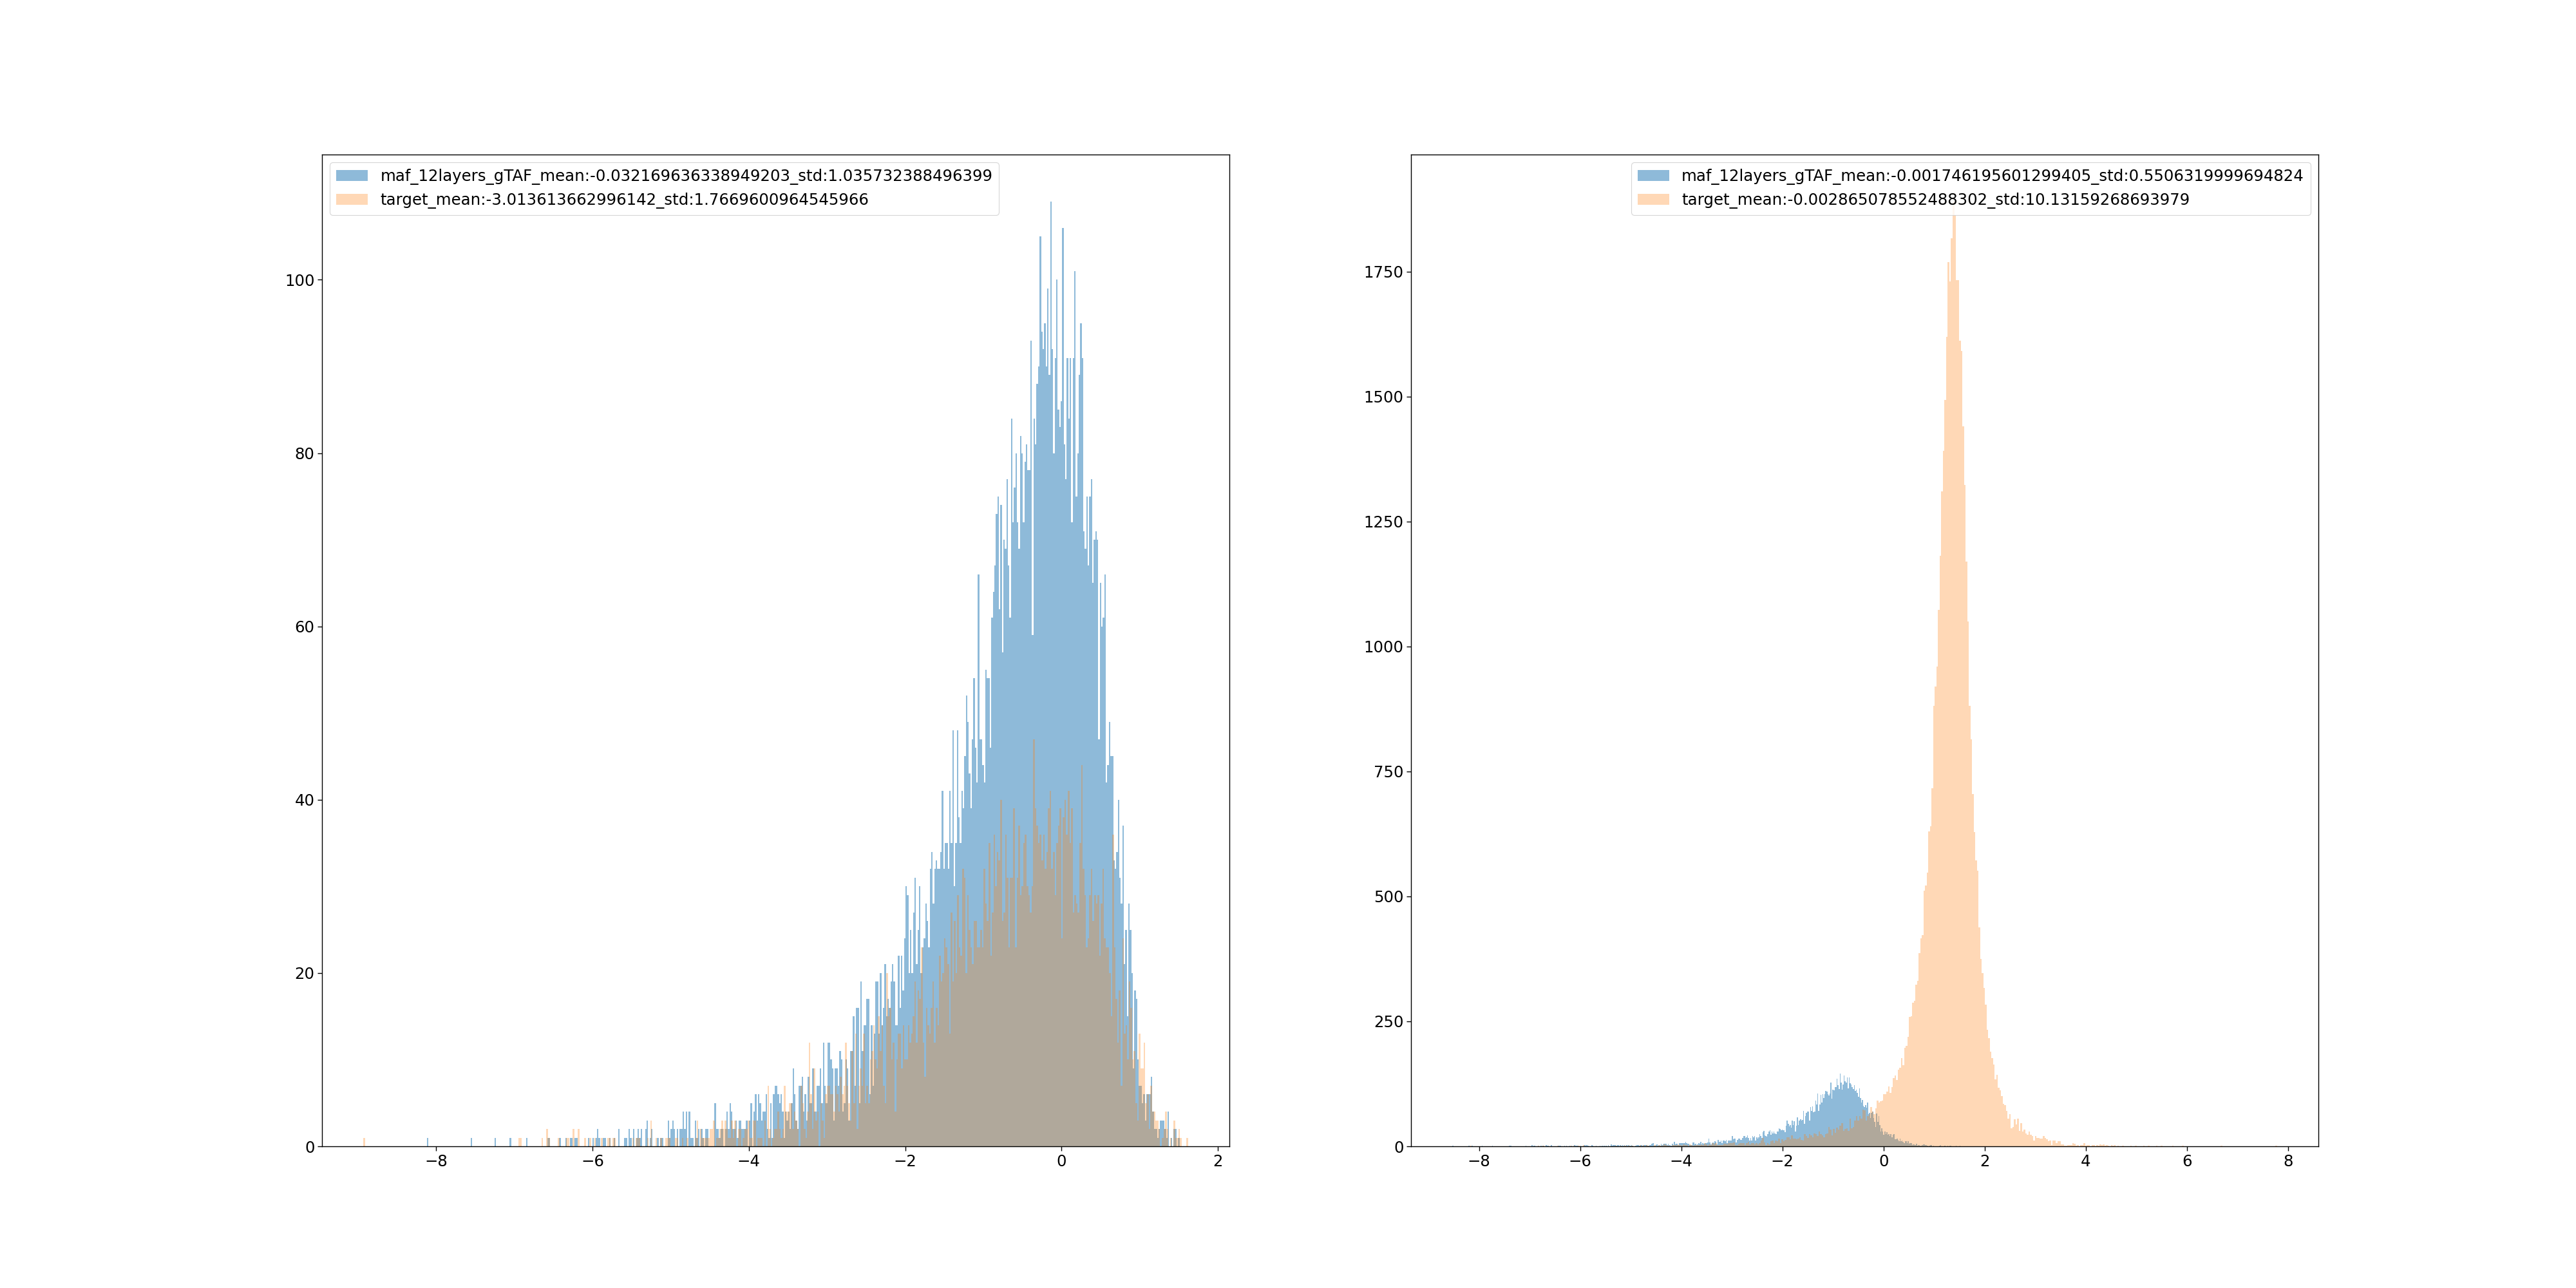 maf_12layers_gTAF_mean:-0.032169636338949203_std:1.035732388496399
target_mean:-3.013613662996142_std:1.7669600964545966
100
80
60
40
20
0
−8 −6 −4 −2 0 2
maf_12layers_gTAF_mean:-0.001746195601299405_std:0.5506319999694824
target_mean:-0.002865078552488302_std:10.13159268693979
1750
1500
1250
1000
750
500
250
0
−8 −6 −4 −2 0 2 4 6 8